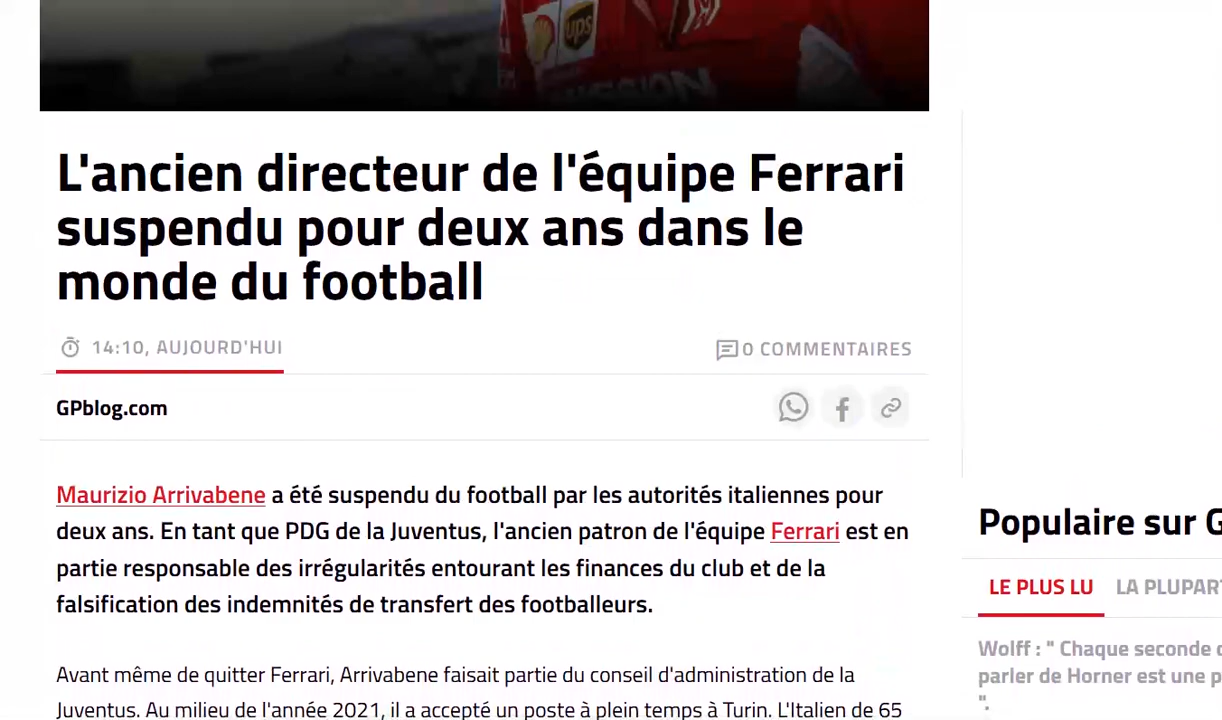 ups
MISSION
L'ancien directeur de l'équipe Ferrari
suspendu pour deux ans dans le
monde du football
14:10, AUJOURD'HUI
0 COMMENTAIRES
GPblog.com
Maurizio Arrivabene a été suspendu du football par les autorités italiennes pour
deux ans. En tant que PDG de la Juventus, l'ancien patron de l'équipe Ferrari est en
partie responsable des irrégularités entourant les finances du club et de la
falsification des indemnités de transfert des footballeurs.
Avant même de quitter Ferrari, Arrivabene faisait partie du conseil d'administration de la
Juventus. Au milieu de l'année 2021, il a accepté un poste à plein temps à Turin. L'Italien de 65
Populaire sur G
LE PLUS LU
LA PLUPART
Wolff : " Chaque seconde
parler de Horner est une p
".